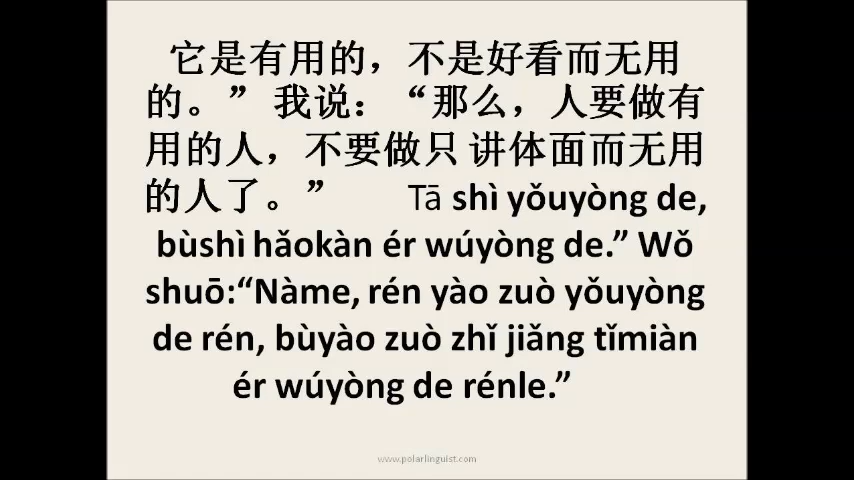 它是有用的，不是好看而无用
的。” 我说：“那么，人要做有
用的人，不要做只 讲体面而无用
的人了。” Tā shì yǒuyòng de,
bùshì hǎokàn ér wúyòng de.” Wǒ
shuō:“Nàme, rén yào zuò yǒuyòng
de rén, bùyào zuò zhǐ jiǎng tǐmiàn
ér wúyòng de rénle.”
www.polarlinguist.com